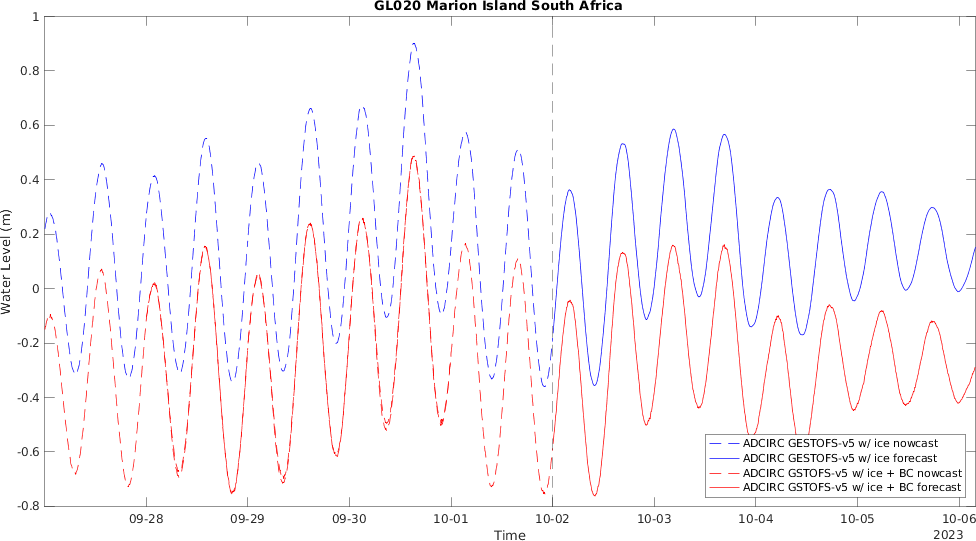 GL020 Marion Island South Africa
1
0.8
0.6
0.4
0.2
0
-0.2
-0.4
-0.6
-0.8
Water Level (m)
ADCIRC GESTOFS-v5 w/ ice nowcast
ADCIRC GESTOFS-v5 w/ ice forecast
ADCIRC GSTOFS-v5 w/ ice + BC nowcast
ADCIRC GSTOFS-v5 w/ ice + BC forecast
09-28 09-29 09-30 10-01 10-02 10-03 10-04 10-05 10-06
Time
2023